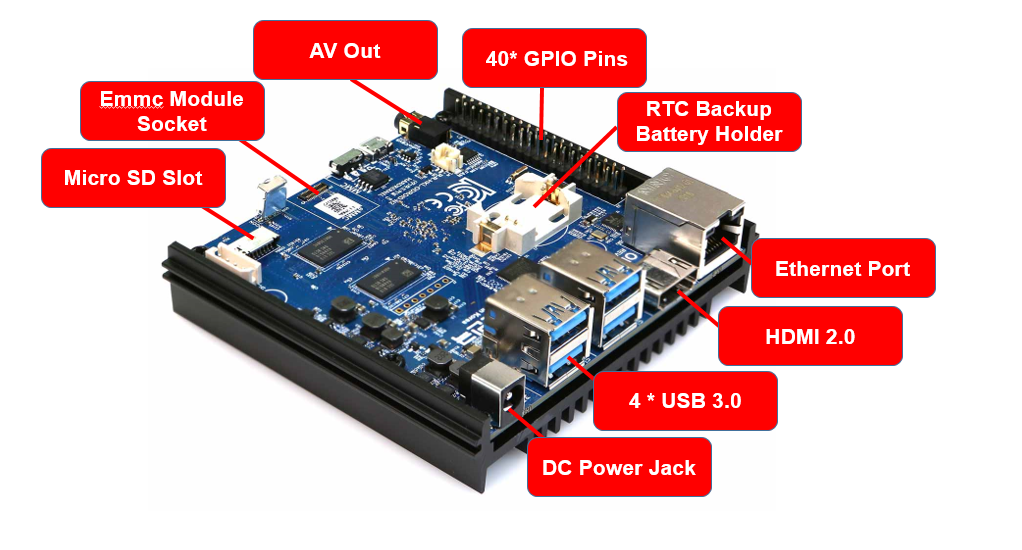 AV Out
40* GPIO Pins
Emmc Module
Socket
RTC Backup
Battery Holder
Micro SD Slot
Ethernet Port
HDMI 2.0
4 * USB 3.0
DC Power Jack